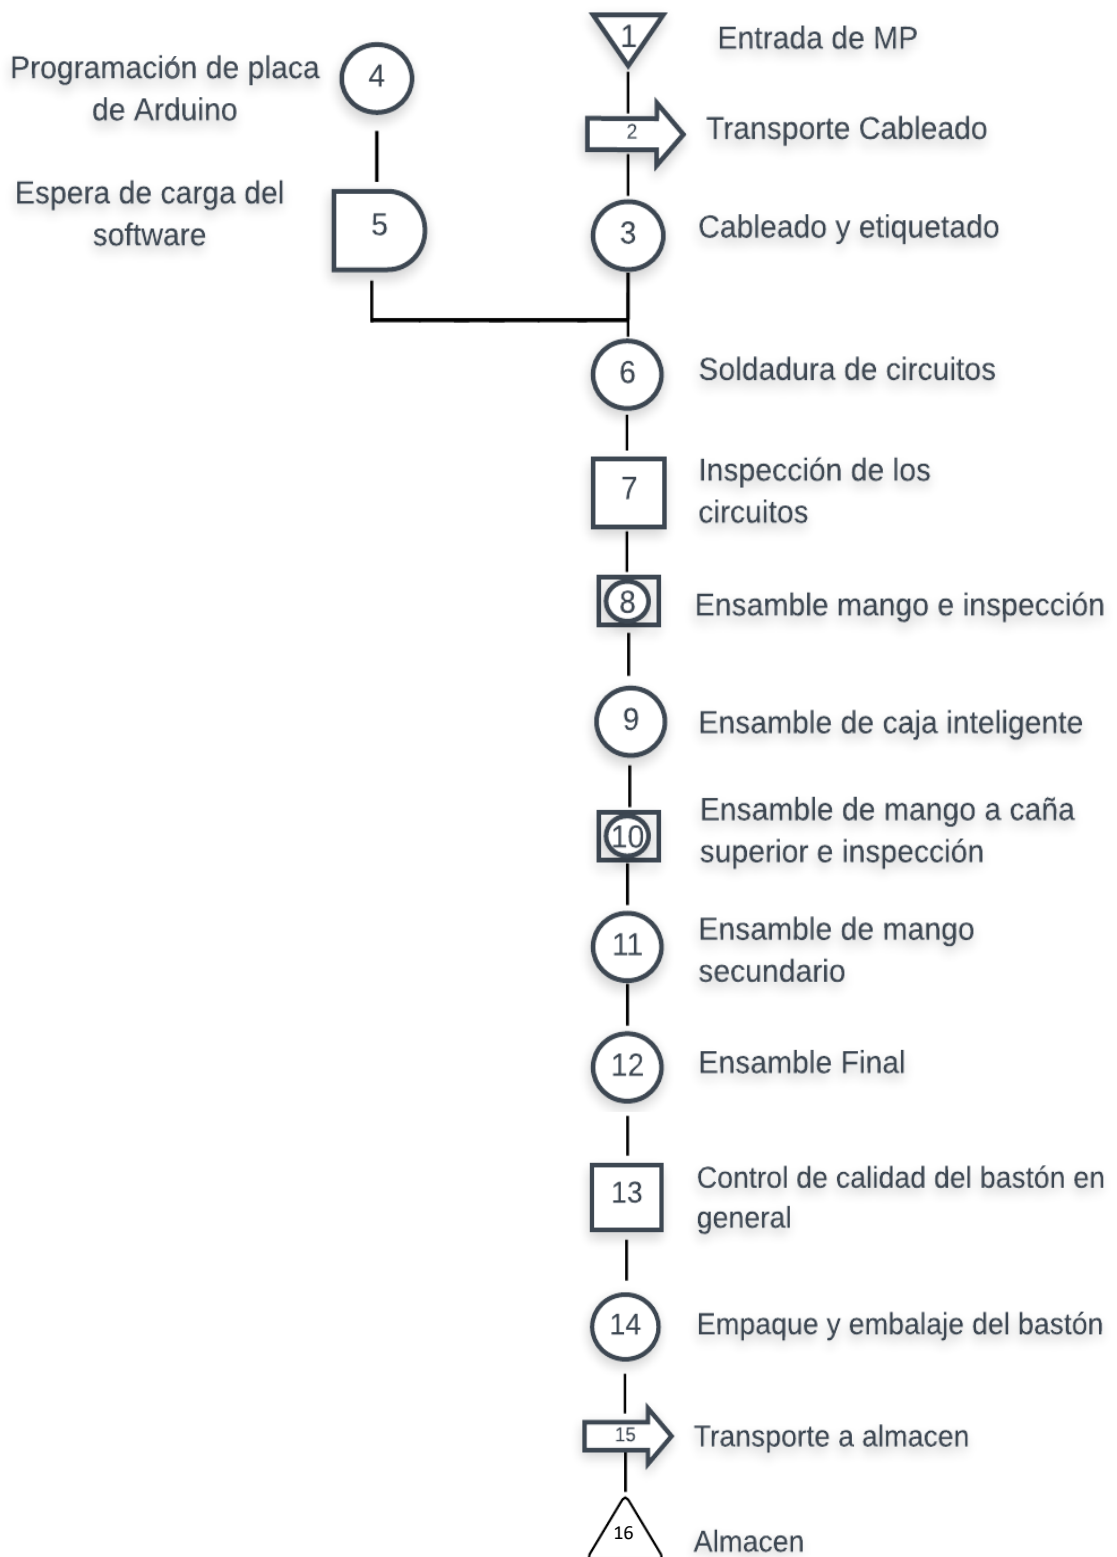 1
Entrada de MP
Programación de placa
de Arduino
4
2
Transporte Cableado
Espera de carga del
software
5
3
Cableado y etiquetado
6
Soldadura de circuitos
7
Inspección de los
circuitos
8
Ensamble mango e inspección
9
Ensamble de caja inteligente
10
Ensamble de mango a caña
superior e inspección
11
Ensamble de mango
secundario
12
Ensamble Final
13
Control de calidad del bastón en
general
14
Empaque y embalaje del bastón
15
Transporte a almacen
16
Almacen